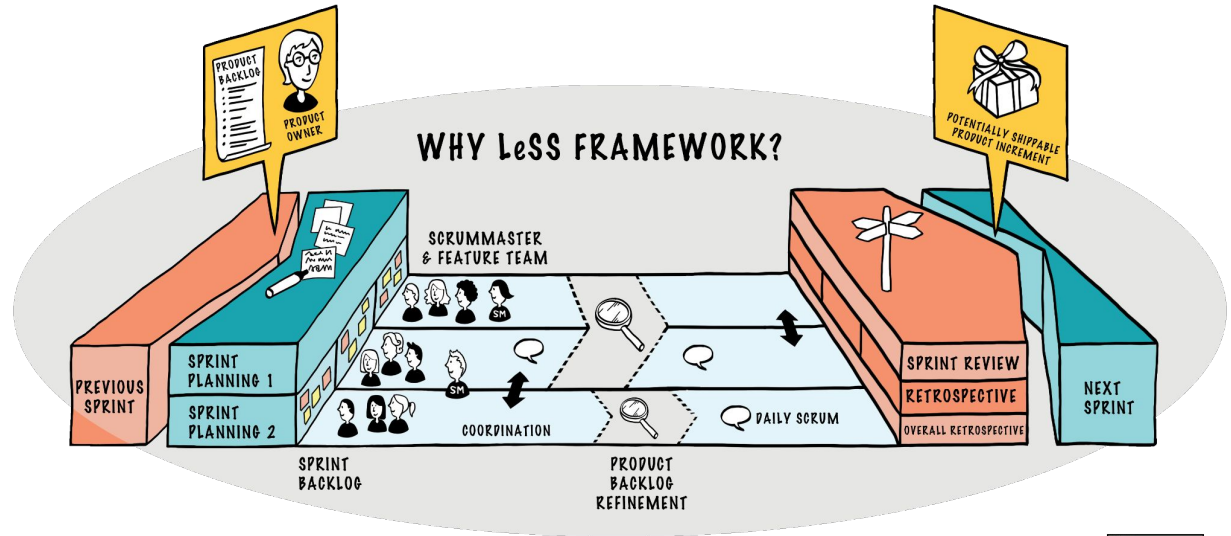 PRODUCT
BACKLOG
PRODUCT
OWNER
WHY LeSS FRAMEWORK?
POTENTIALLY SHIPPABLE
PRODUCT INCREMENT
SCRUMMASTER
& FEATURE TEAM
SM
SM
PREVIOUS
SPRINT
SPRINT
PLANNING 1
SPRINT
PLANNING 2
COORDINATION
DAILY SCRUM
SPRINT REVIEW
RETROSPECTIVE
OVERALL RETROSPECTIVE
NEXT
SPRINT
SPRINT
BACKLOG
PRODUCT
BACKLOG
REFINEMENT